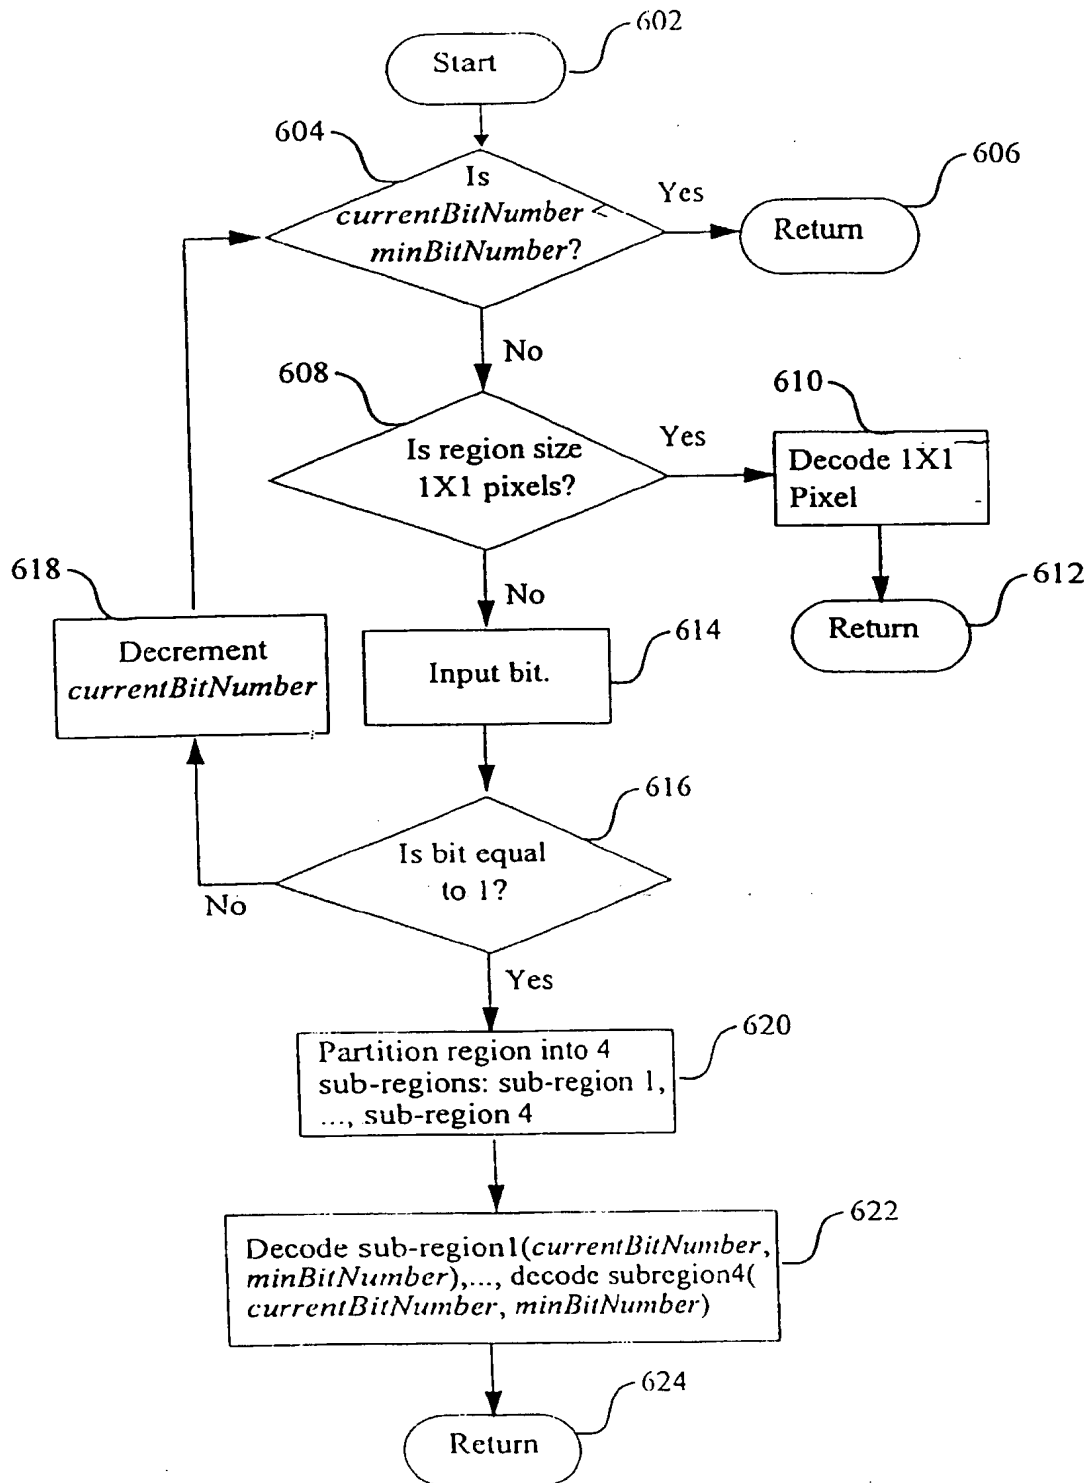 602
Start
604
Is
currentBitNumber <
minBitNumber?
Yes
606
Return
No
608
Is region size
1X1 pixels?
Yes
610
Decode 1X1
Pixel
612
Return
No
618
Decrement
currentBitNumber
614
Input bit.
616
Is bit equal
to 1?
No
Yes
620
Partition region into 4
sub-regions: sub-region 1,
..., sub-region 4
622
Decode sub-region1(currentBitNumber,
minBitNumber),..., decode subregion4(
currentBitNumber, minBitNumber)
624
Return